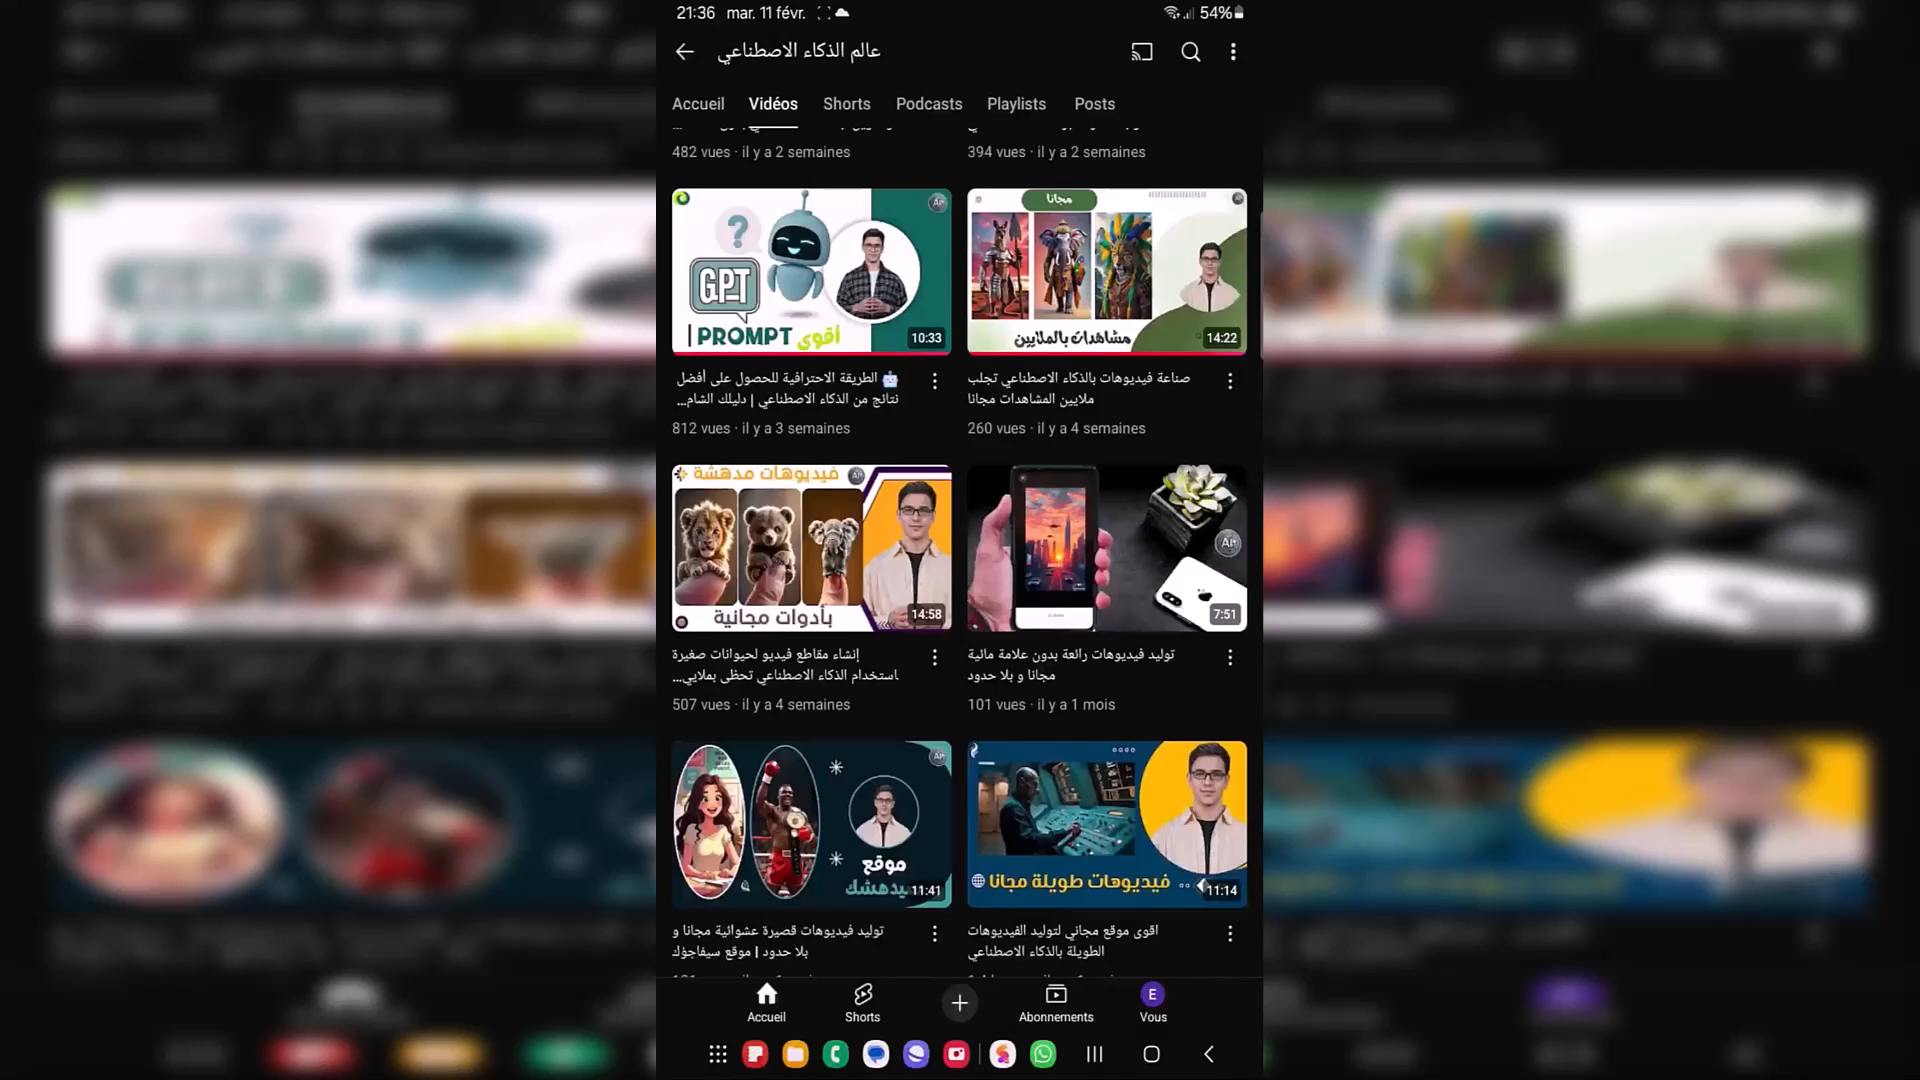 21:36 mar. 11 févr. 54%
عالم الذكاء الاصطناعي
Accueil Vidéos Shorts Podcasts Playlists Posts
482 vues · il y a 2 semaines
394 vues · il y a 2 semaines
?
GPT
أقوى PROMPT
10:33
🤖 الطريقة الاحترافية للحصول على أفضل
نتائج من الذكاء الاصطناعي | دليلك الشام...
812 vues · il y a 3 semaines
مجانا
مشاهدات بالملايين
14:22
صناعة فيديوهات بالذكاء الاصطناعي تجلب
ملايين المشاهدات مجانا
260 vues · il y a 4 semaines
فيديوهات مدهشة
AI
بأدوات مجانية
14:58
إنشاء مقاطع فيديو لحيوانات صغيرة
باستخدام الذكاء الاصطناعي تحظى بملايي...
507 vues · il y a 4 semaines
AI
7:51
توليد فيديوهات رائعة بدون علامة مائية
مجانا و بلا حدود
101 vues · il y a 1 mois
AI
موقع
سيدهشك
11:41
توليد فيديوهات قصيرة عشوائية مجانا و
بلا حدود | موقع سيفاجؤك
فيديوهات طويلة مجانا
11:14
اقوى موقع مجاني لتوليد الفيديوهات
الطويلة بالذكاء الاصطناعي
Accueil Shorts Abonnements E Vous